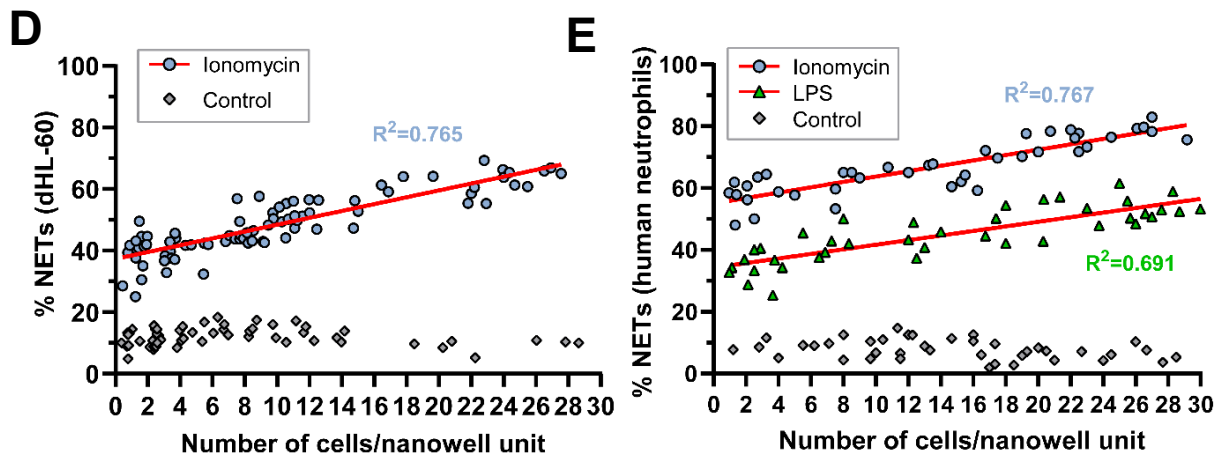 D
% NETs (dHL-60)
100
80
60
40
20
0
Ionomycin
Control
R²=0.765
0 2 4 6 8 10 12 14 16 18 20 22 24 26 28 30
Number of cells/nanowell unit
E
% NETs (human neutrophils)
100
80
60
40
20
0
Ionomycin
LPS
Control
R²=0.767
R²=0.691
0 2 4 6 8 10 12 14 16 18 20 22 24 26 28 30
Number of cells/nanowell unit